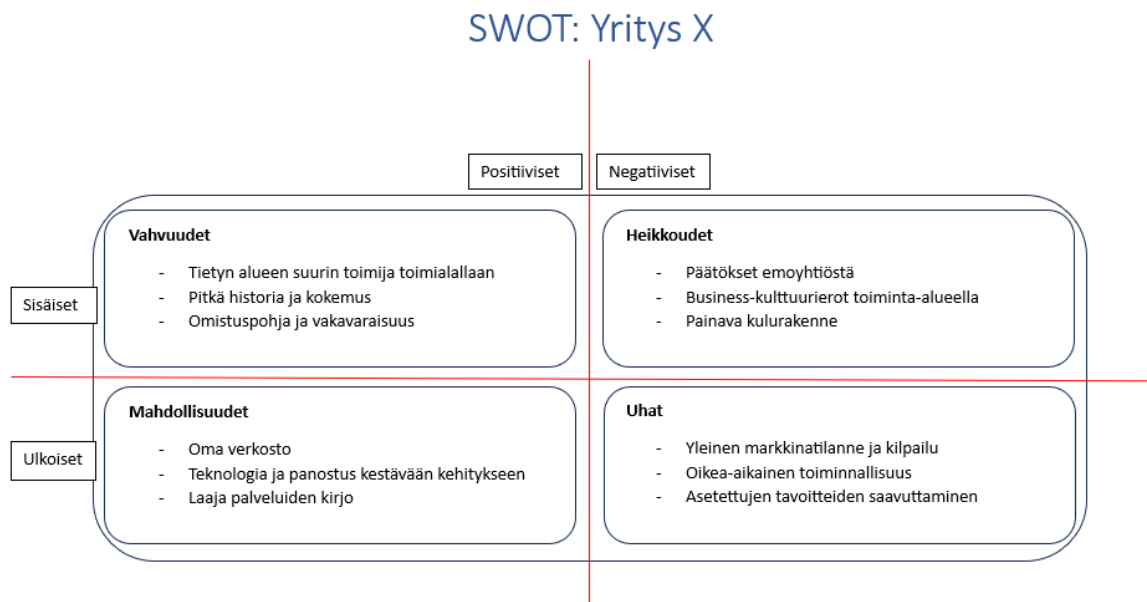 SWOT: Yritys X
Positiiviset
Negatiiviset
Sisäiset
Vahvuudet
- Tietyn alueen suurin toimija toimialallaan
- Pitkä historia ja kokemus
- Omistuspohja ja vakavaraisuus
Heikkoudet
- Päätökset emoyhtiöstä
- Business-kulttuurierot toiminta-alueella
- Painava kulurakenne
Ulkoiset
Mahdollisuudet
- Oma verkosto
- Teknologia ja panostus kestävään kehitykseen
- Laaja palveluiden kirjo
Uhat
- Yleinen markkinatilanne ja kilpailu
- Oikea-aikainen toiminnallisuus
- Asetettujen tavoitteiden saavuttaminen